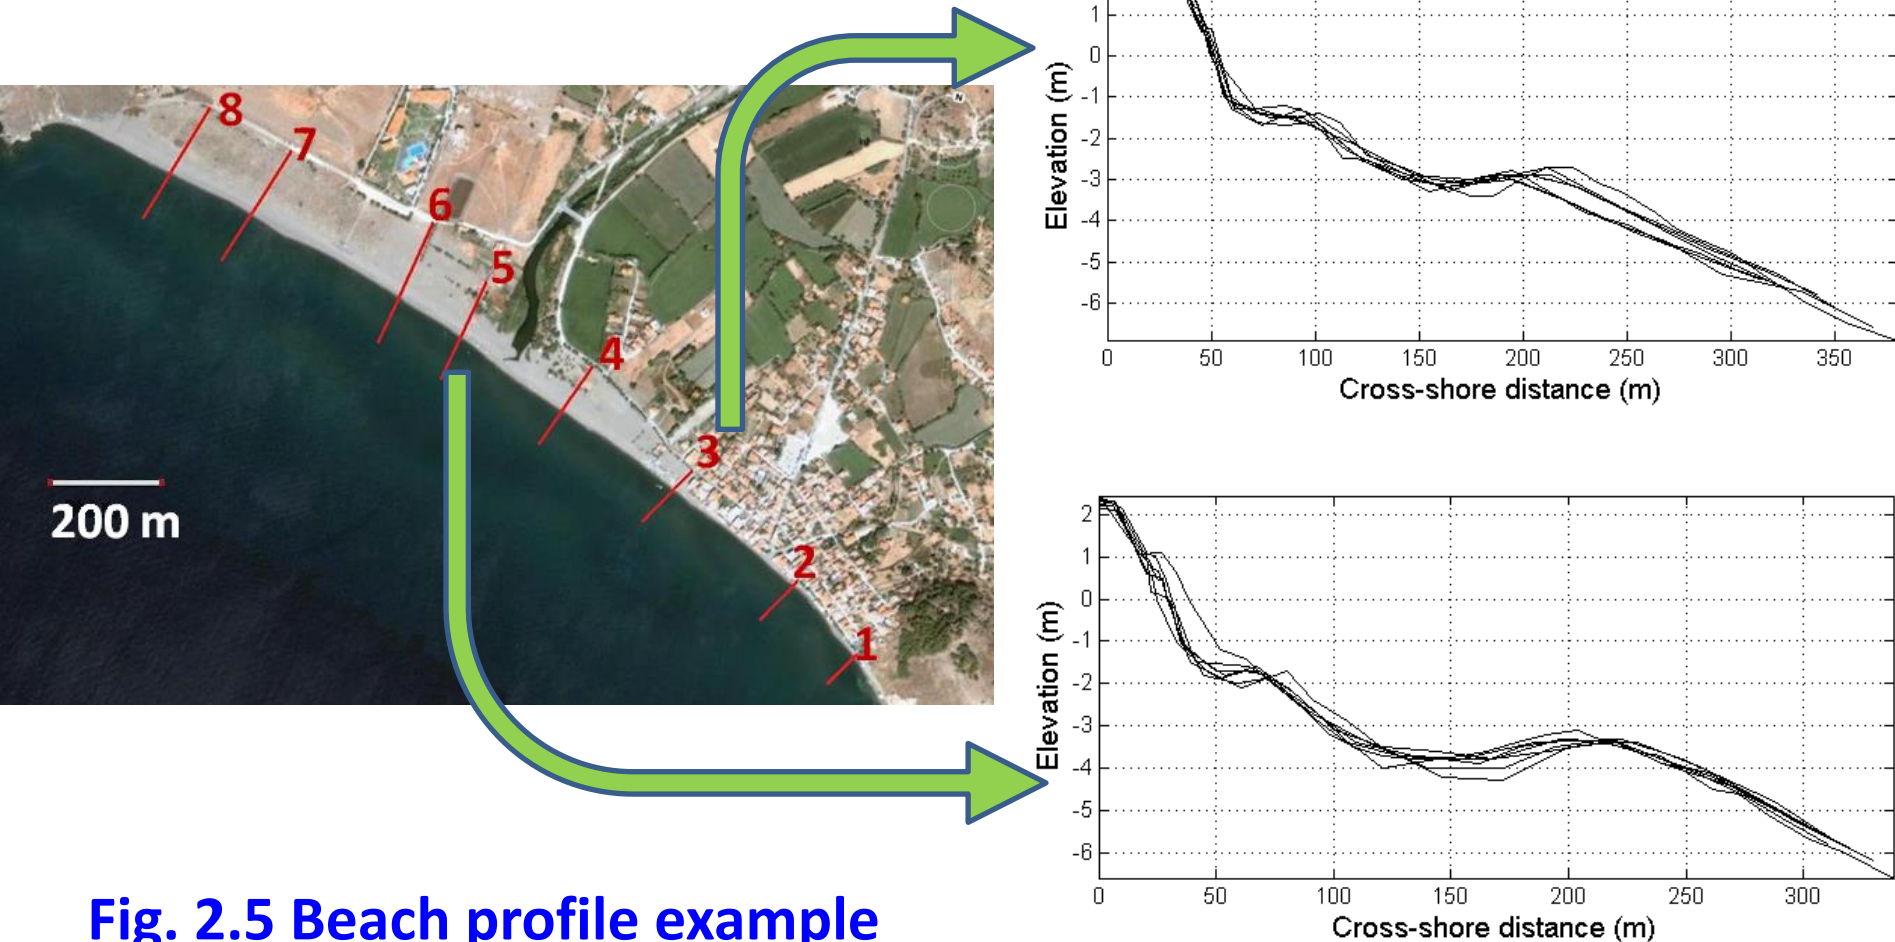 8
7
6
5
4
3
2
1
200 m
N
1
0
-1
-2
-3
-4
-5
-6
Elevation (m)
0 50 100 150 200 250 300 350
Cross-shore distance (m)
2
1
0
-1
-2
-3
-4
-5
-6
Elevation (m)
0 50 100 150 200 250 300
Cross-shore distance (m)
Fig. 2.5 Beach profile example